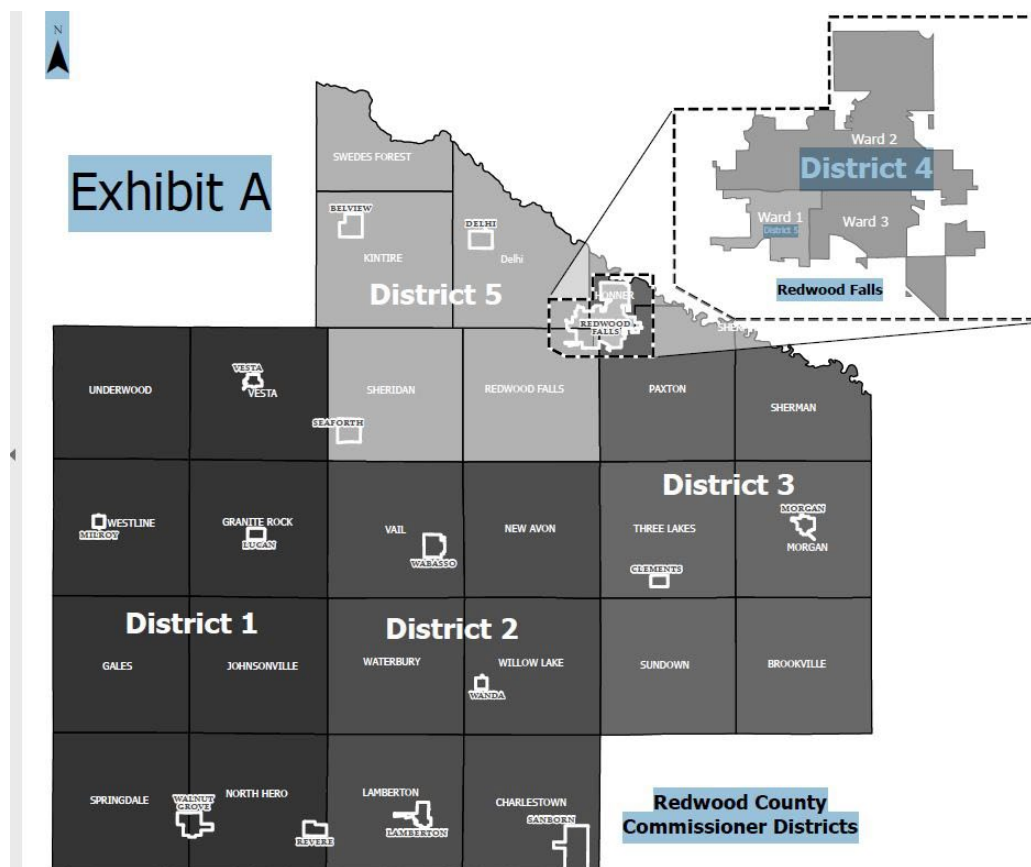 N
Exhibit A
Ward 2
District 4
Ward 1
District 5
Ward 3
Redwood Falls
SWEDES FOREST
BELVIEW
DELHI
KINTIRE
Delhi
District 5
HONNER
REDWOOD
FALLS
UNDERWOOD
VESTA
VESTA
SHERIDAN
REDWOOD FALLS
PAXTON
SHERMAN
SEAFORTH
District 3
WESTLINE
MILROY
GRANITE ROCK
LUCAN
VAIL
WABASSO
NEW AVON
THREE LAKES
CLEMENTS
MORGAN
MORGAN
District 1
District 2
GALES
JOHNSONVILLE
WATERBURY
WILLOW LAKE
WANDA
SUNDOWN
BROOKVILLE
SPRINGDALE
WALNUT
GROVE
NORTH HERO
REVERE
LAMBERTON
LAMBERTON
CHARLESTOWN
SANBORN
Redwood County
Commissioner Districts